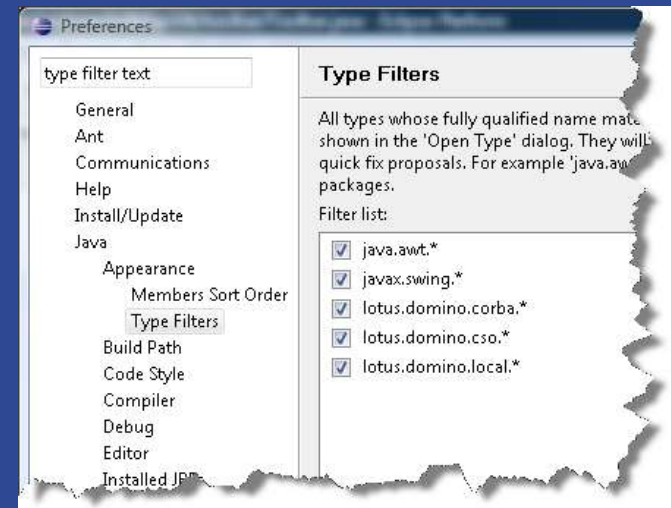 Preferences
type filter text
General
Ant
Communications
Help
Install/Update
Java
Appearance
Members Sort Order
Type Filters
Build Path
Code Style
Compiler
Debug
Editor
Installed
Type Filters
All types whose fully qualified name
shown in the 'Open Type' dialog. They will
quick fix proposals. For example 'java.aw
packages.
Filter list:
java.awt.*
javax.swing.*
lotus.domino.corba.*
lotus.domino.cso.*
lotus.domino.local.*